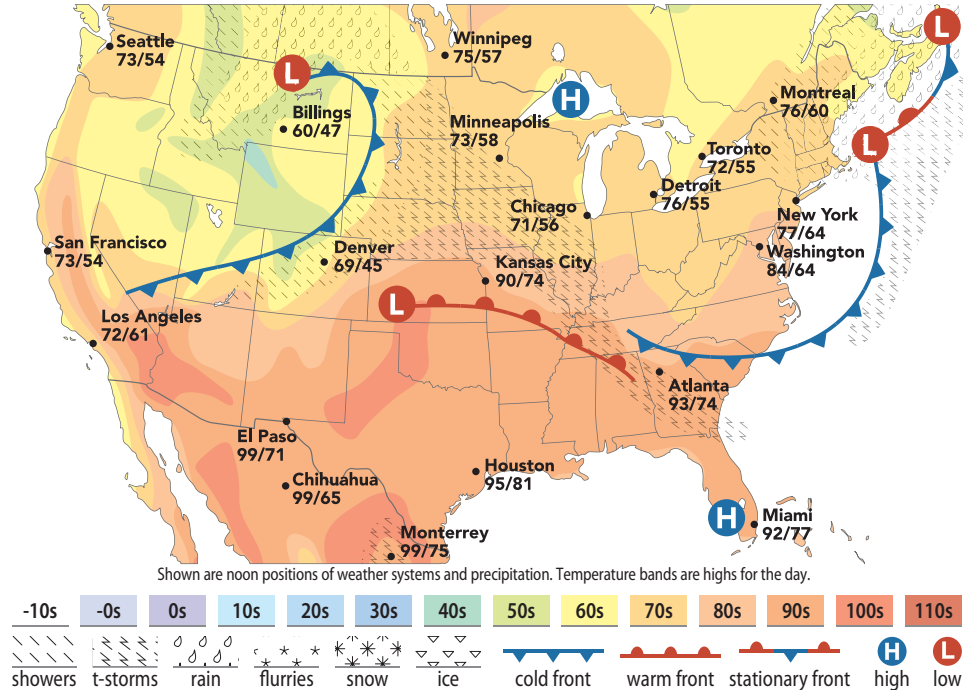 L
Seattle
73/54
Winnipeg
75/57
L
H
Billings
60/47
Montreal
76/60
Minneapolis
73/58
L
Toronto
72/55
Detroit
76/55
Chicago
71/56
New York
77/64
San Francisco
73/54
Denver
69/45
Washington
84/64
Kansas City
90/74
L
Los Angeles
72/61
Atlanta
93/74
El Paso
99/71
Houston
95/81
Chihuahua
99/65
H
Miami
92/77
Monterrey
99/75
Shown are noon positions of weather systems and precipitation. Temperature bands are highs for the day.
-10s -0s 0s 10s 20s 30s 40s 50s 60s 70s 80s 90s 100s 110s
H L
showers t-storms rain flurries snow ice cold front warm front stationary front high low